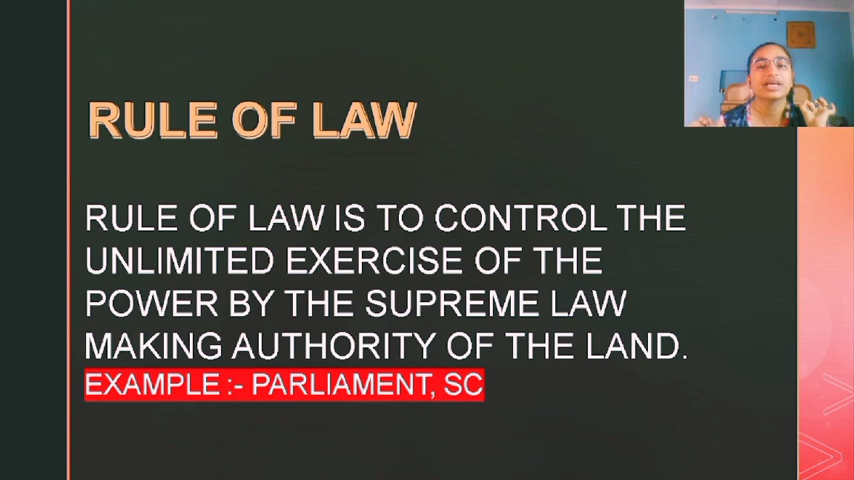 RULE OF LAW
RULE OF LAW IS TO CONTROL THE
UNLIMITED EXERCISE OF THE
POWER BY THE SUPREME LAW
MAKING AUTHORITY OF THE LAND.
EXAMPLE :- PARLIAMENT, SC